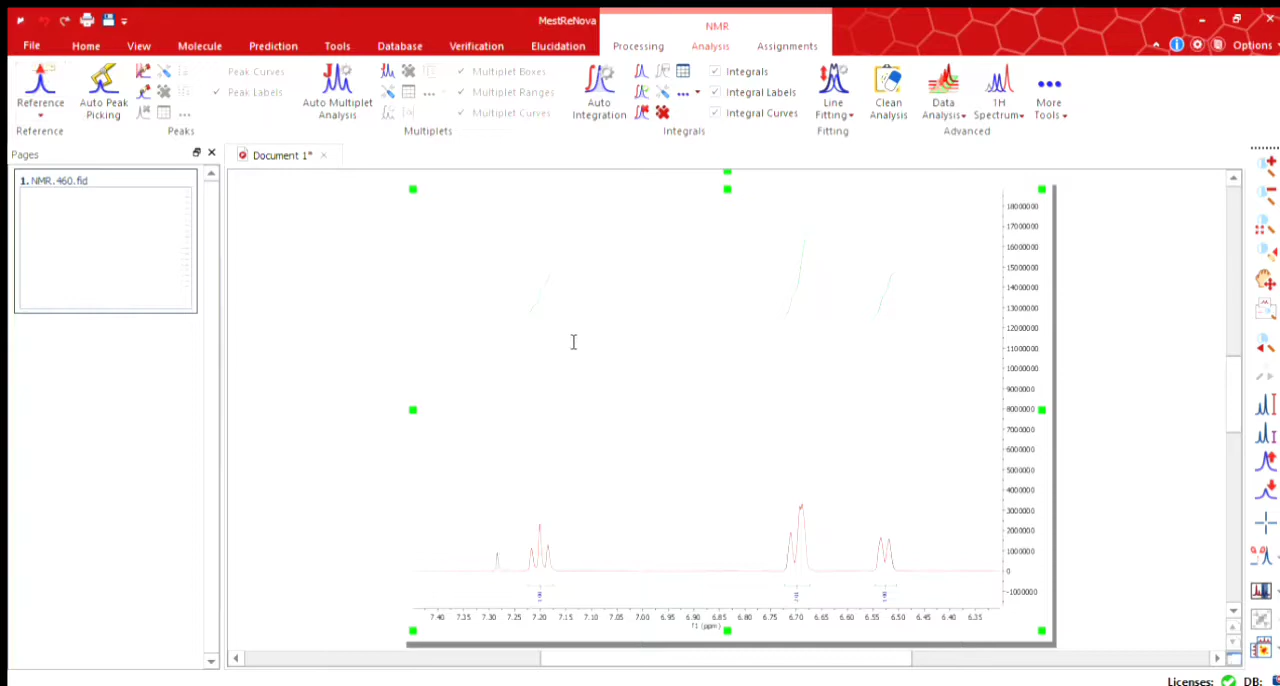 MestReNova
NMR
File Home View Molecule Prediction Tools Database Verification Elucidation Processing Analysis Assignments Options
Reference
Reference
Auto Peak
Picking
Peak Curves
Peak Labels
Peaks
Auto Multiplet
Analysis
Multiplet Boxes
Multiplet Ranges
Multiplet Curves
Multiplets
Auto
Integration
Integrals
Integral Labels
Integral Curves
Integrals
Line
Fitting
Fitting
Clean
Analysis
Data
Analysis
1H
Spectrum
More
Tools
Advanced
Pages
1. NMR.460.fid
Document 1*
18000000
17000000
16000000
15000000
14000000
13000000
12000000
11000000
10000000
9000000
8000000
7000000
6000000
5000000
4000000
3000000
2000000
1000000
0
-1000000
7.40 7.35 7.30 7.25 7.20 7.15 7.10 7.05 7.00 6.95 6.90 6.85 6.80 6.75 6.70 6.65 6.60 6.55 6.50 6.45 6.40 6.35
f1 (ppm)
Licenses: DB: